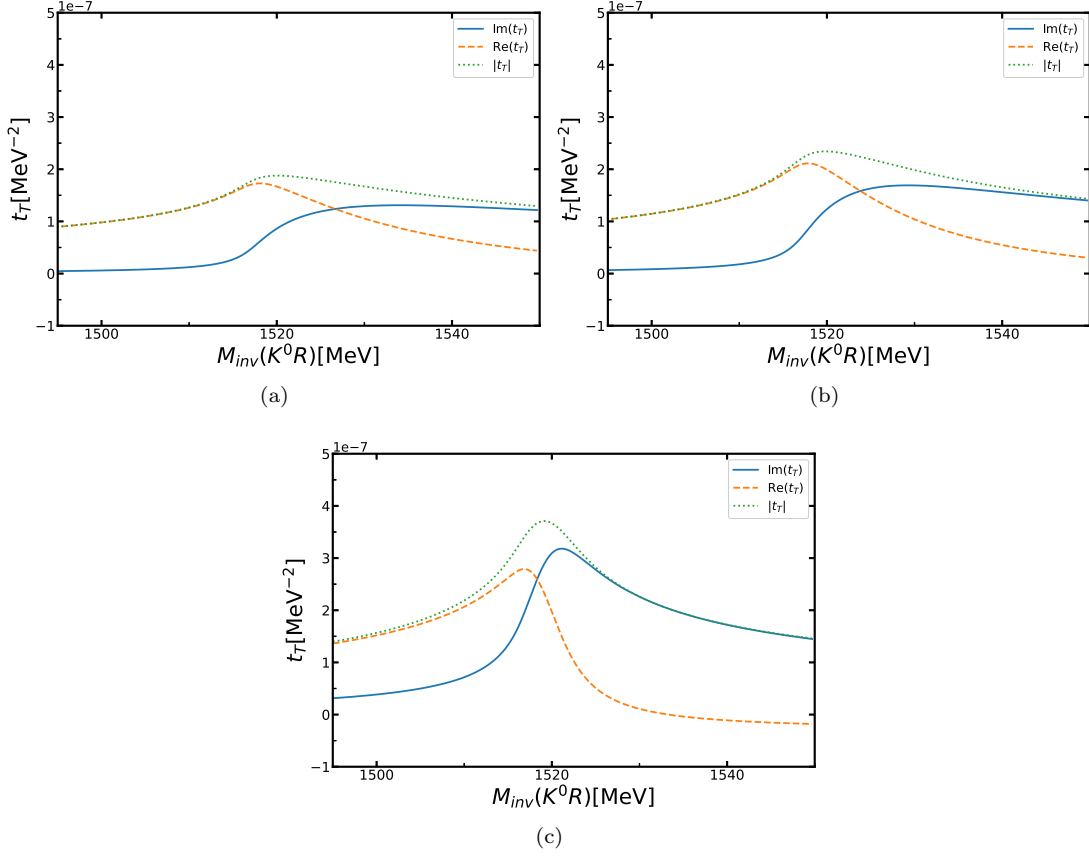 1e−7
5
4
3
2
1
0
−1
t_T[MeV⁻²]
Im(t_T)
Re(t_T)
|t_T|
1500 1520 1540
M_inv(K⁰R)[MeV]
(a)
1e−7
5
4
3
2
1
0
−1
t_T[MeV⁻²]
Im(t_T)
Re(t_T)
|t_T|
1500 1520 1540
M_inv(K⁰R)[MeV]
(b)
1e−7
5
4
3
2
1
0
−1
t_T[MeV⁻²]
Im(t_T)
Re(t_T)
|t_T|
1500 1520 1540
M_inv(K⁰R)[MeV]
(c)